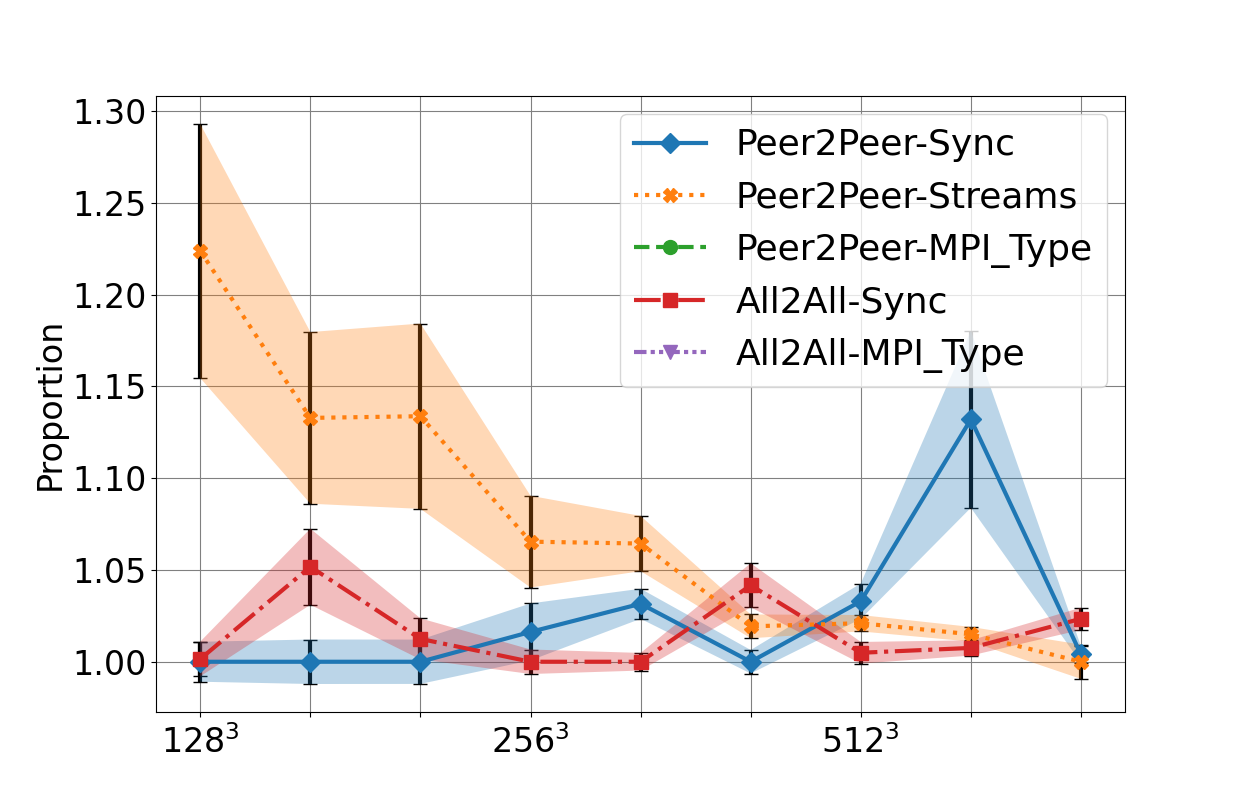 1.30
1.25
1.20
1.15
1.10
1.05
1.00
Proportion
Peer2Peer-Sync
Peer2Peer-Streams
Peer2Peer-MPI_Type
All2All-Sync
All2All-MPI_Type
128³ 256³ 512³